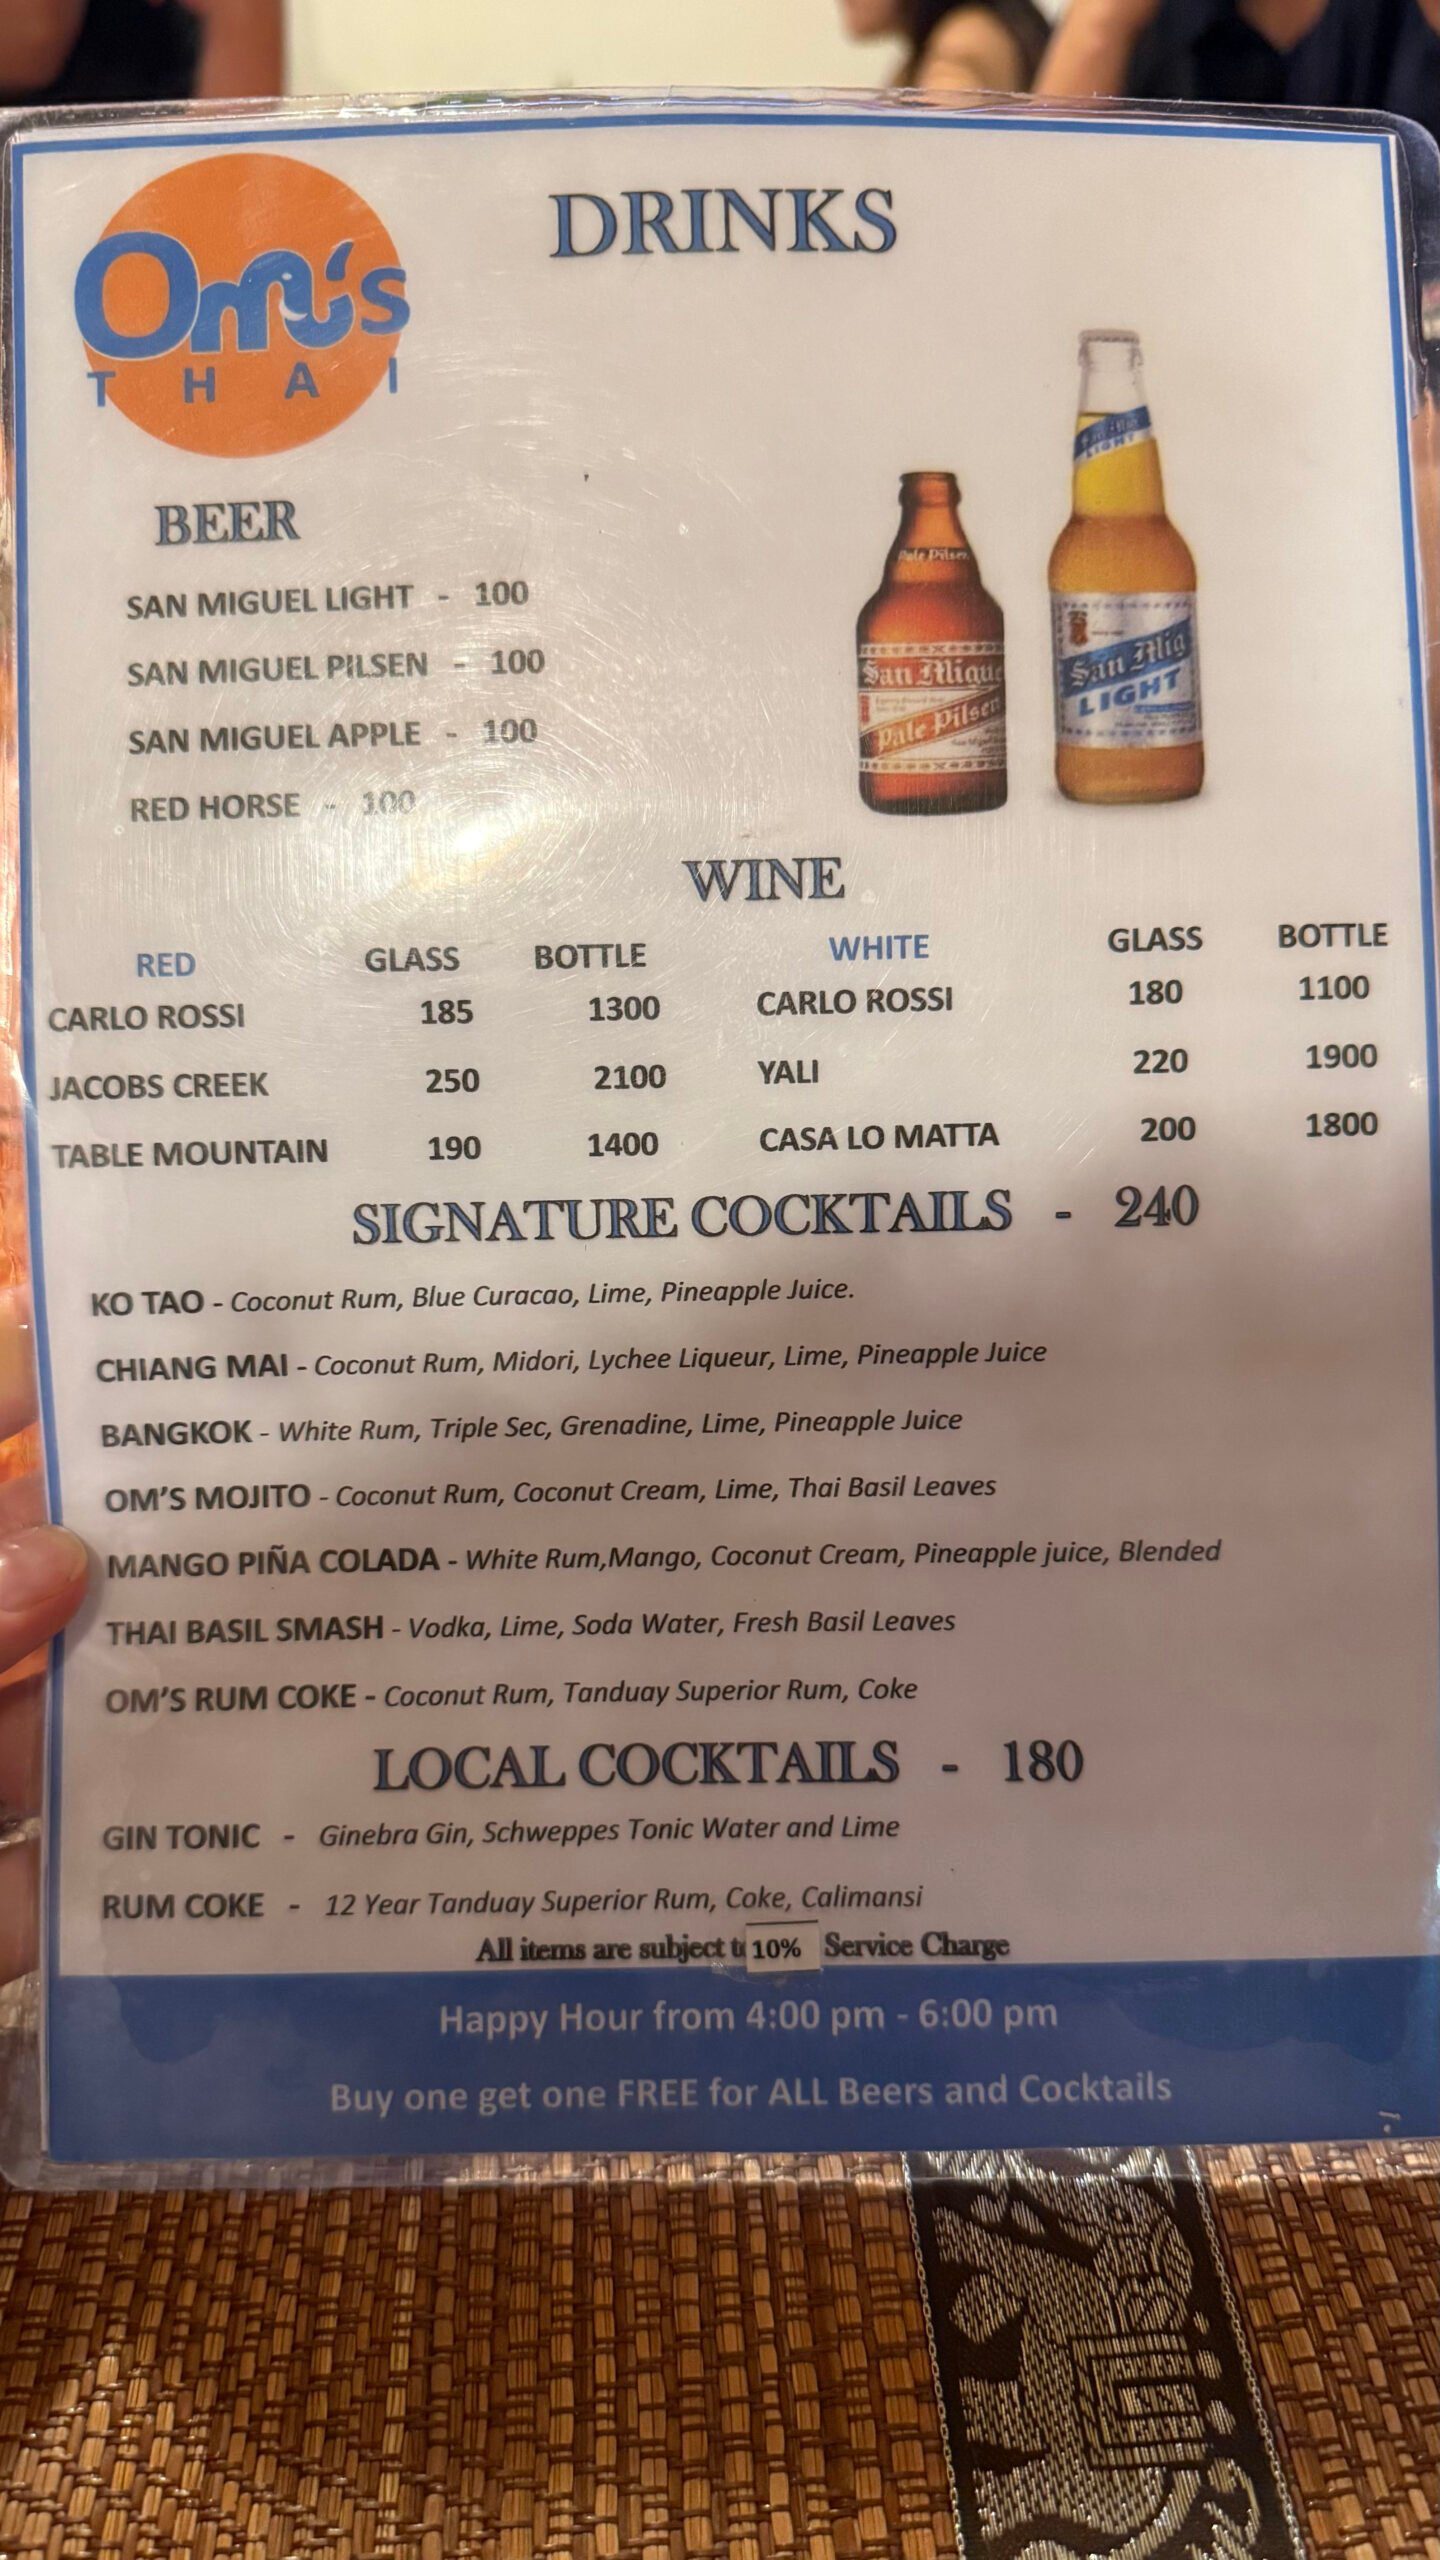 Om's
THAI
DRINKS
BEER
SAN MIGUEL LIGHT - 100
SAN MIGUEL PILSEN - 100
SAN MIGUEL APPLE - 100
RED HORSE - 100
Pale Pilsen
San Migue
Pale Pilsen
San Mig
LIGHT
San Mig
LIGHT
WINE
RED GLASS BOTTLE
CARLO ROSSI 185 1300
JACOBS CREEK 250 2100
TABLE MOUNTAIN 190 1400
WHITE GLASS BOTTLE
CARLO ROSSI 180 1100
YALI 220 1900
CASA LO MATTA 200 1800
SIGNATURE COCKTAILS - 240
KO TAO - Coconut Rum, Blue Curacao, Lime, Pineapple Juice.
CHIANG MAI - Coconut Rum, Midori, Lychee Liqueur, Lime, Pineapple Juice
BANGKOK - White Rum, Triple Sec, Grenadine, Lime, Pineapple Juice
OM'S MOJITO - Coconut Rum, Coconut Cream, Lime, Thai Basil Leaves
MANGO PIÑA COLADA - White Rum,Mango, Coconut Cream, Pineapple juice, Blended
THAI BASIL SMASH - Vodka, Lime, Soda Water, Fresh Basil Leaves
OM'S RUM COKE - Coconut Rum, Tanduay Superior Rum, Coke
LOCAL COCKTAILS - 180
GIN TONIC - Ginebra Gin, Schweppes Tonic Water and Lime
RUM COKE - 12 Year Tanduay Superior Rum, Coke, Calimansi
All items are subject t 10% Service Charge
Happy Hour from 4:00 pm - 6:00 pm
Buy one get one FREE for ALL Beers and Cocktails